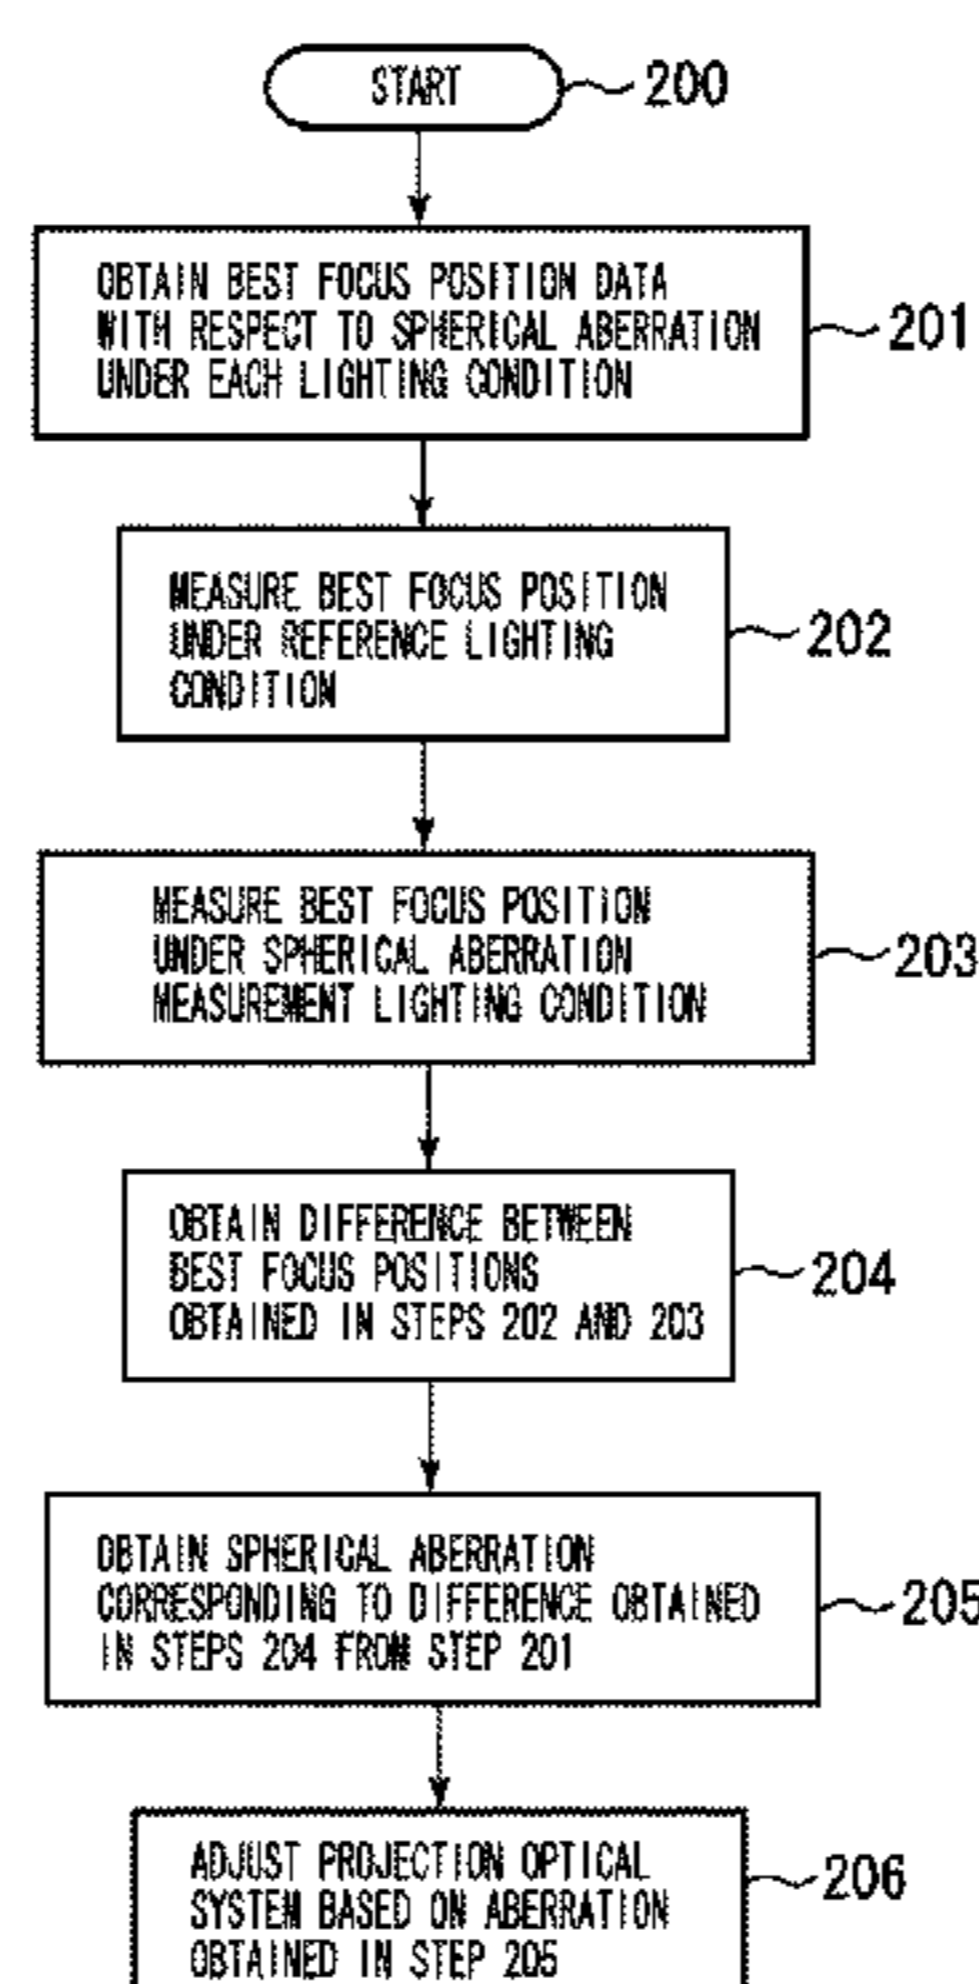 START
200
OBTAIN BEST FOCUS POSITION DATA
WITH RESPECT TO SPHERICAL ABERRATION
UNDER EACH LIGHTING CONDITION
201
MEASURE BEST FOCUS POSITION
UNDER REFERENCE LIGHTING
CONDITION
202
MEASURE BEST FOCUS POSITION
UNDER SPHERICAL ABERRATION
MEASUREMENT LIGHTING CONDITION
203
OBTAIN DIFFERENCE BETWEEN
BEST FOCUS POSITIONS
OBTAINED IN STEPS 202 AND 203
204
OBTAIN SPHERICAL ABERRATION
CORRESPONDING TO DIFFERENCE OBTAINED
IN STEPS 204 FROM STEP 201
205
ADJUST PROJECTION OPTICAL
SYSTEM BASED ON ABERRATION
OBTAINED IN STEP 205
206